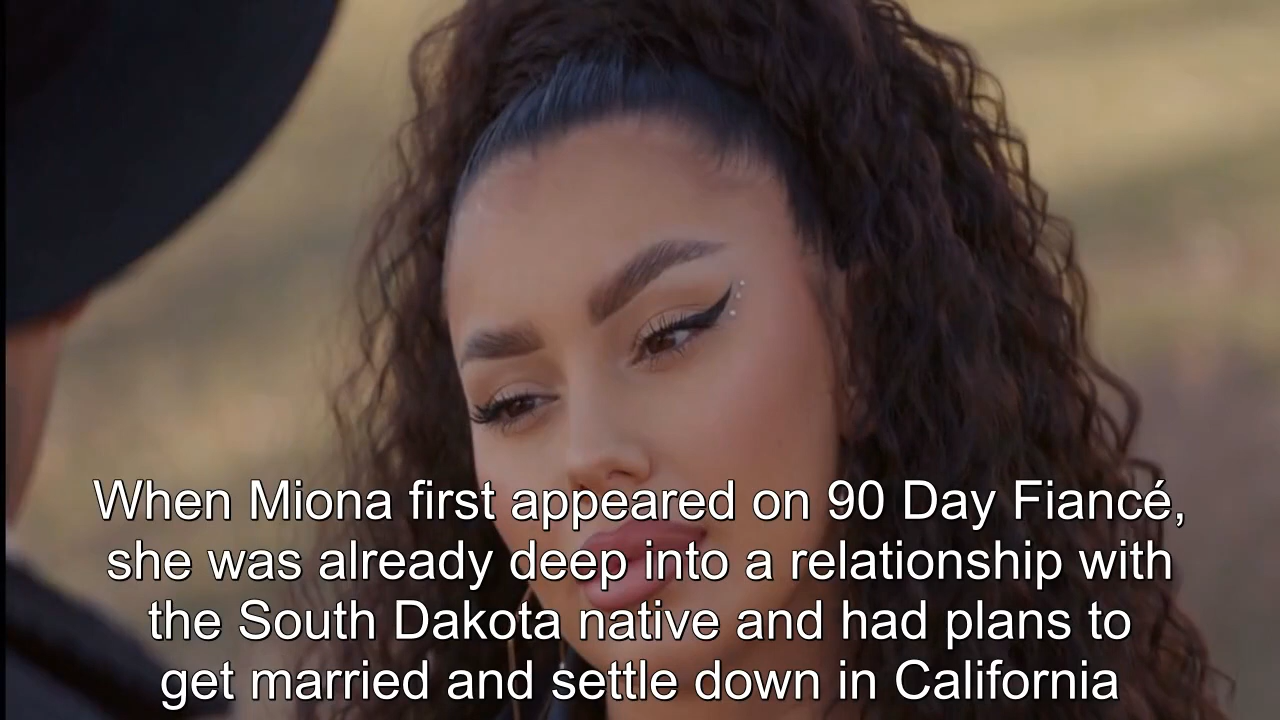 When Miona first appeared on 90 Day Fiancé,
she was already deep into a relationship with
the South Dakota native and had plans to
get married and settle down in California